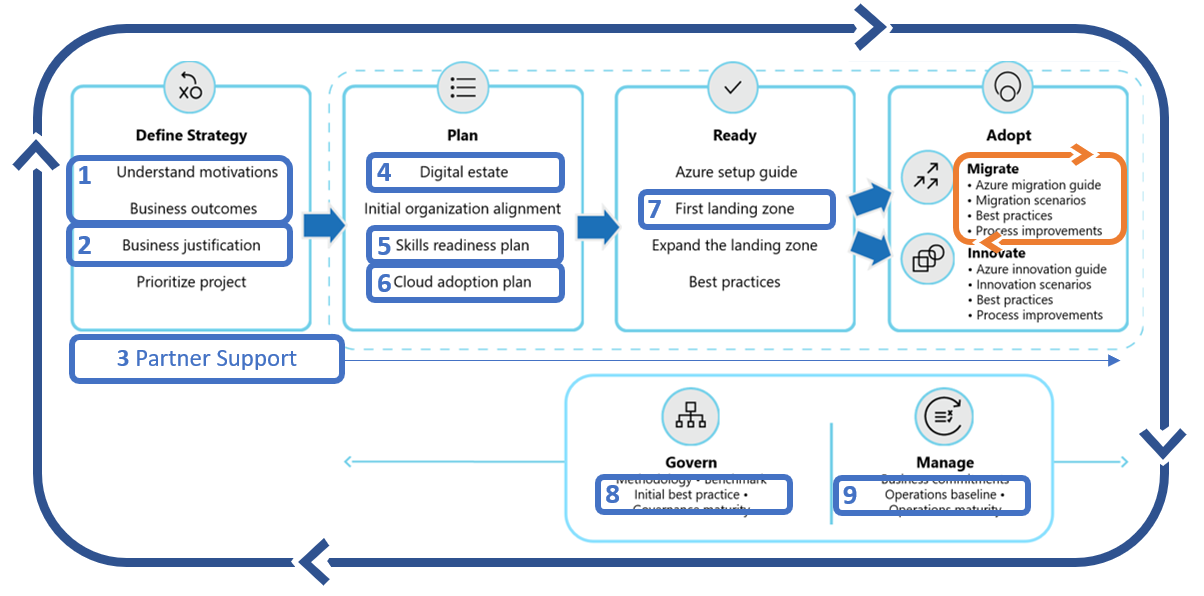 Define Strategy
1 Understand motivations
Business outcomes
2 Business justification
Prioritize project
3 Partner Support
Plan
4 Digital estate
Initial organization alignment
5 Skills readiness plan
6 Cloud adoption plan
Ready
Azure setup guide
7 First landing zone
Expand the landing zone
Best practices
Adopt
Migrate
• Azure migration guide
• Migration scenarios
• Best practices
• Process improvements
Innovate
• Azure innovation guide
• Innovation scenarios
• Best practices
• Process improvements
Govern
Methodology • Benchmark
8 Initial best practice •
Governance maturity
Manage
Business commitments
9 Operations baseline •
Operations maturity